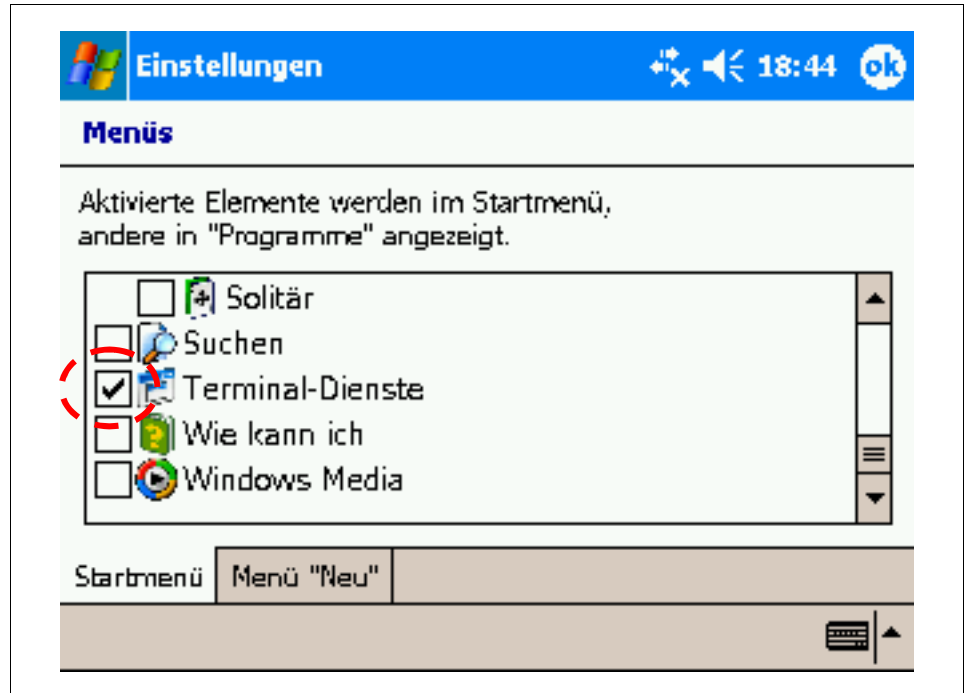 Einstellungen 18:44 ok
Menüs
Aktivierte Elemente werden im Startmenü,
andere in "Programme" angezeigt.
Solitär
Suchen
Terminal-Dienste
Wie kann ich
Windows Media
Startmenü Menü "Neu"